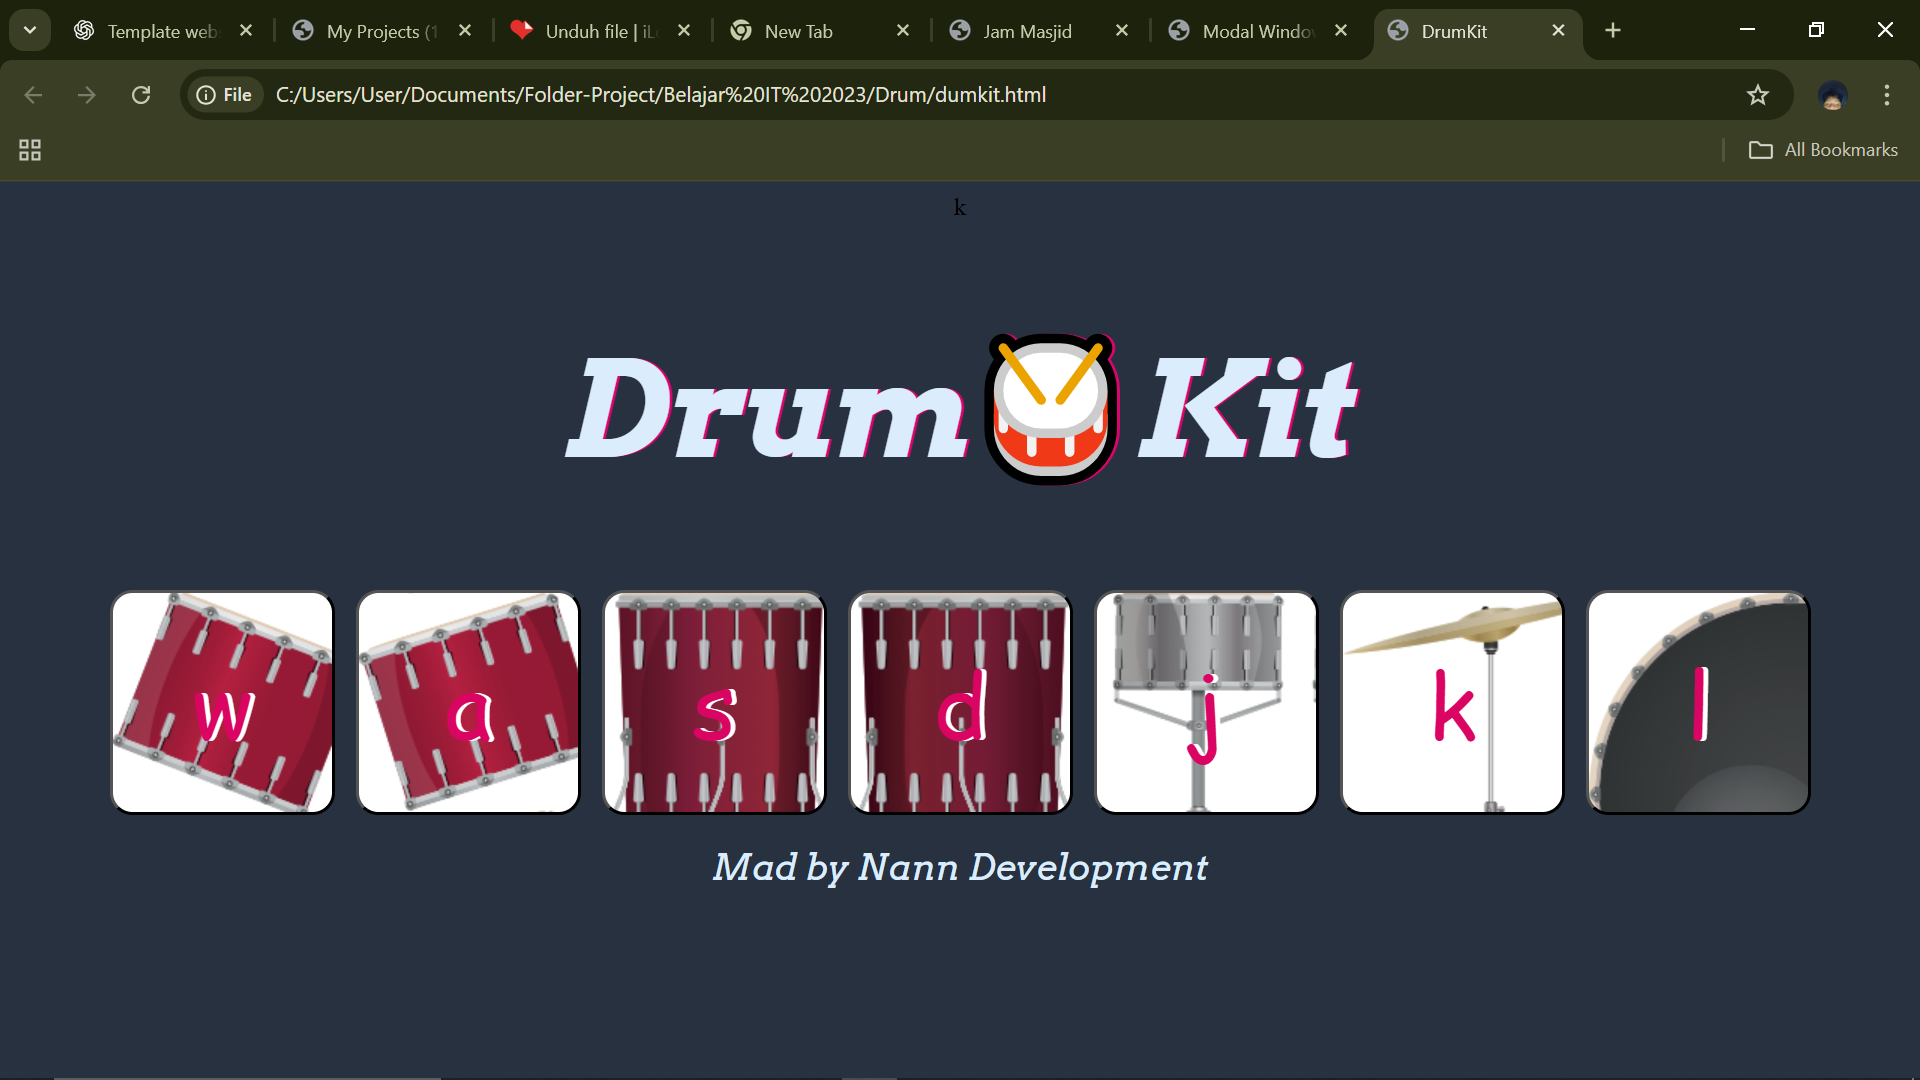 Template web
My Projects (1
Unduh file | iL
New Tab
Jam Masjid
Modal Windo
DrumKit
File
C:/Users/User/Documents/Folder-Project/Belajar%20IT%202023/Drum/dumkit.html
All Bookmarks
k
Drum Kit
w a s d j k l
Mad by Nann Development